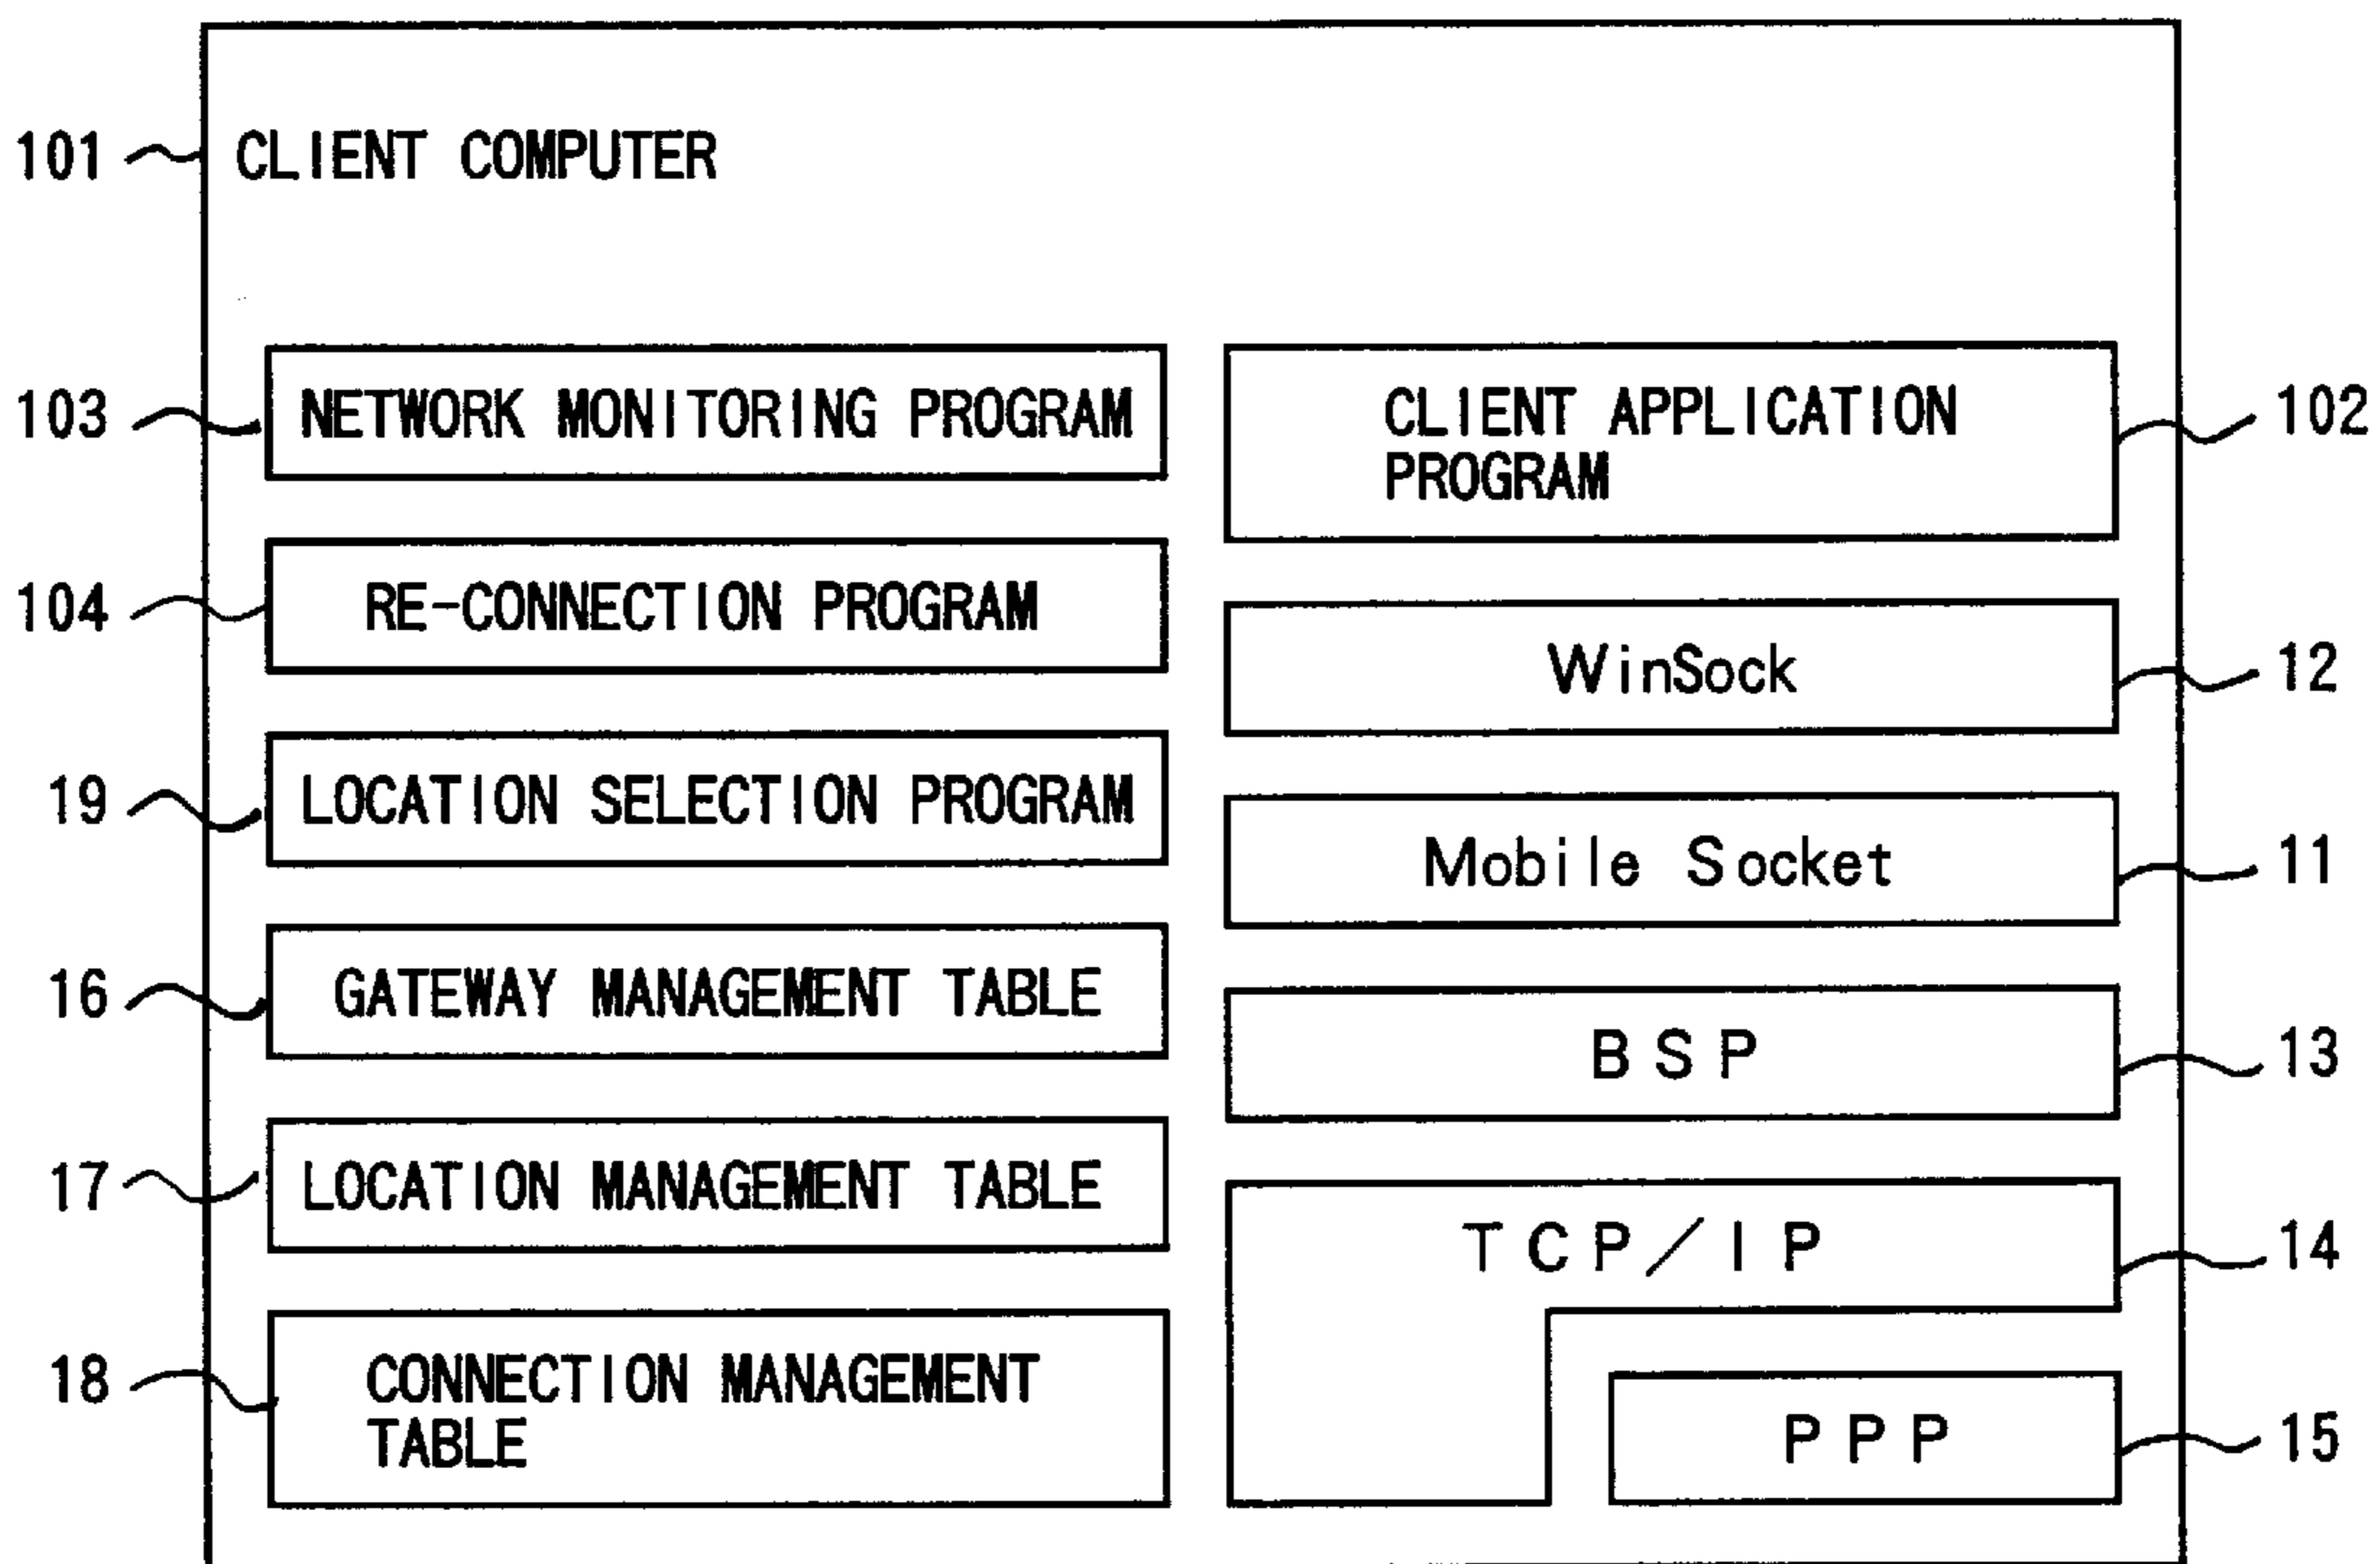 101 CLIENT COMPUTER
103 NETWORK MONITORING PROGRAM
104 RE-CONNECTION PROGRAM
19 LOCATION SELECTION PROGRAM
16 GATEWAY MANAGEMENT TABLE
17 LOCATION MANAGEMENT TABLE
18 CONNECTION MANAGEMENT
TABLE
CLIENT APPLICATION 102
PROGRAM
WinSock 12
Mobile Socket 11
BSP 13
TCP/IP 14
PPP 15